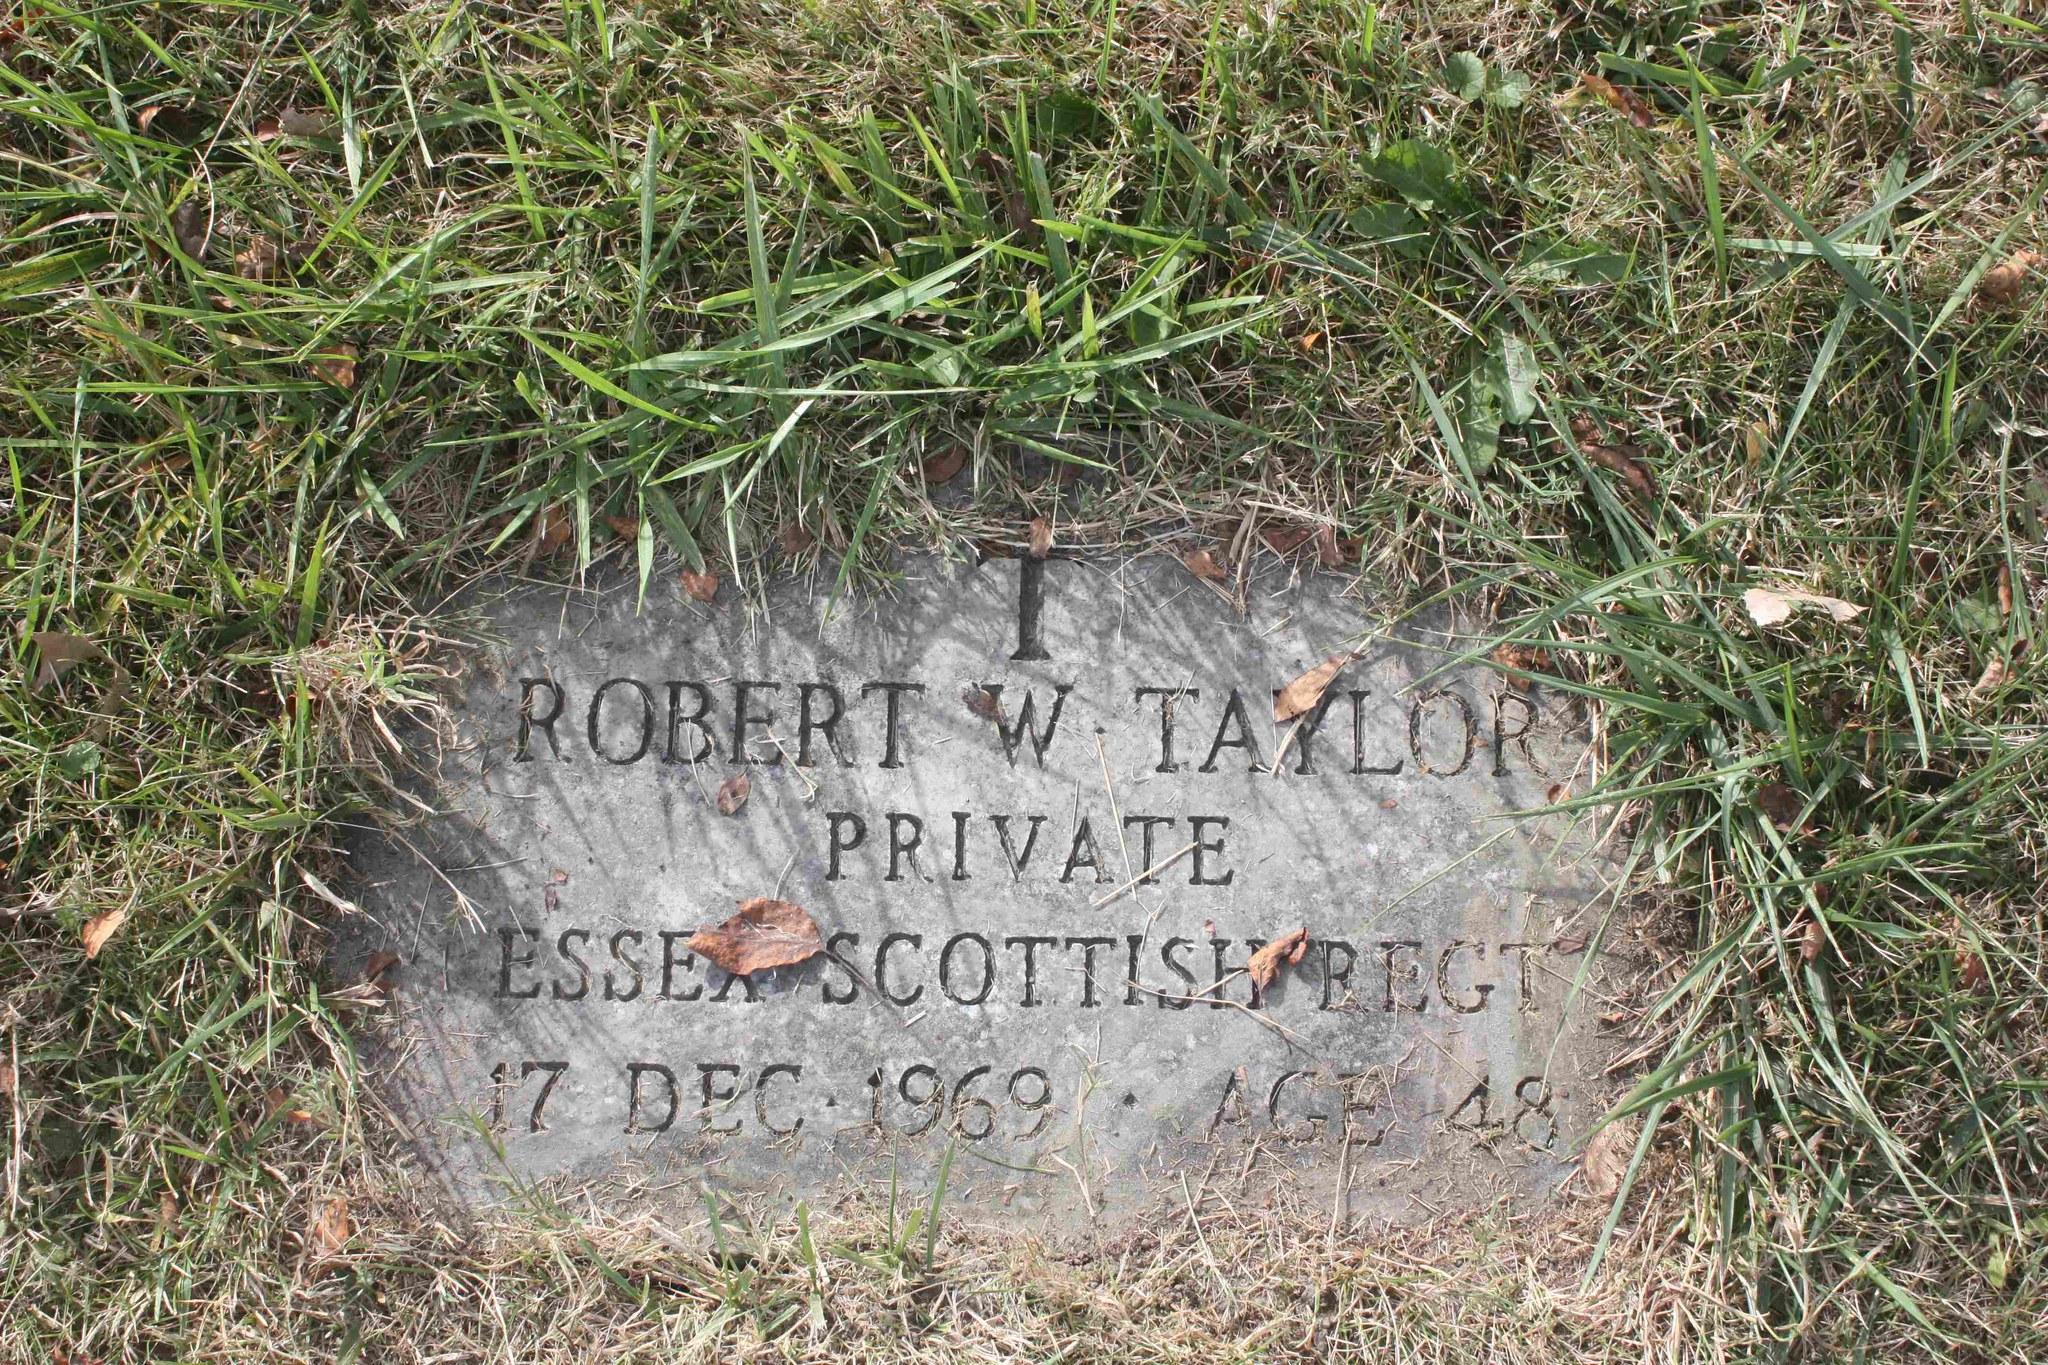 ROBERT W. TAYLOR
PRIVATE
ESSEX SCOTTISH REGT
17 DEC. 1969 · AGE 48